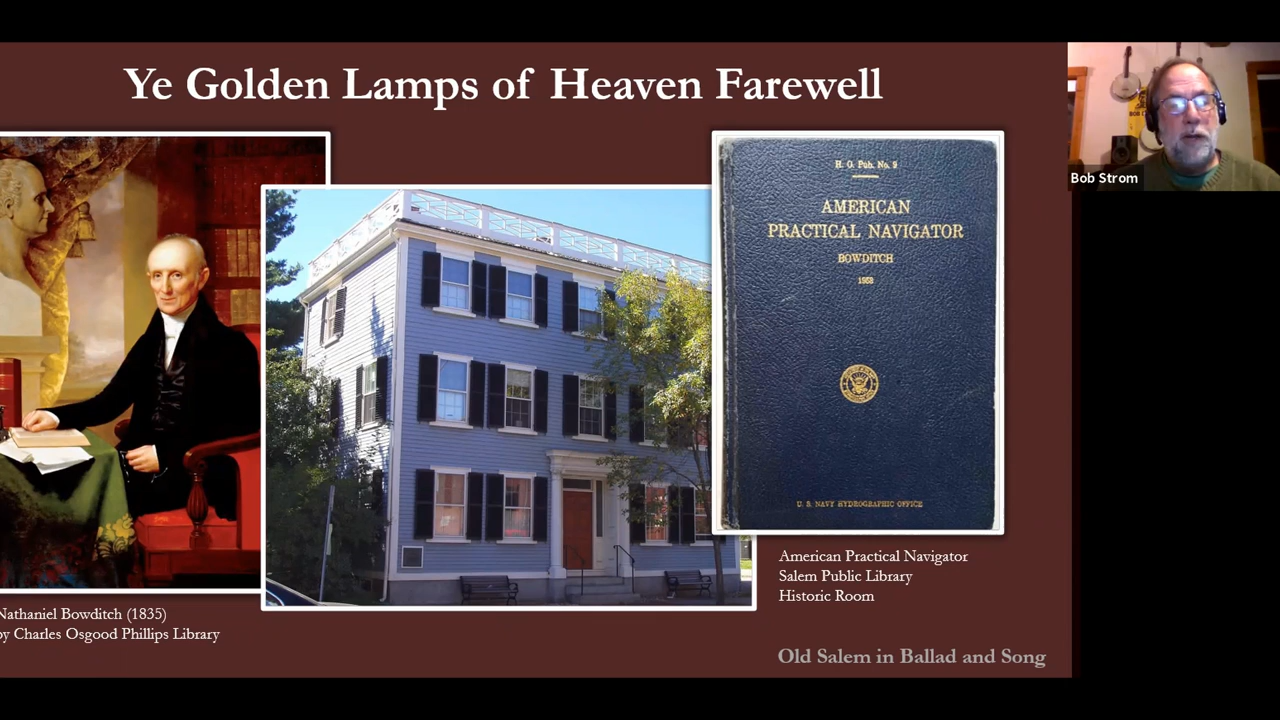 Ye Golden Lamps of Heaven Farewell
Bob Strom
H. O. Pub. No. 9
AMERICAN
PRACTICAL NAVIGATOR
BOWDITCH
1958
U. S. NAVY HYDROGRAPHIC OFFICE
American Practical Navigator
Salem Public Library
Historic Room
Nathaniel Bowditch (1835)
by Charles Osgood Phillips Library
Old Salem in Ballad and Song